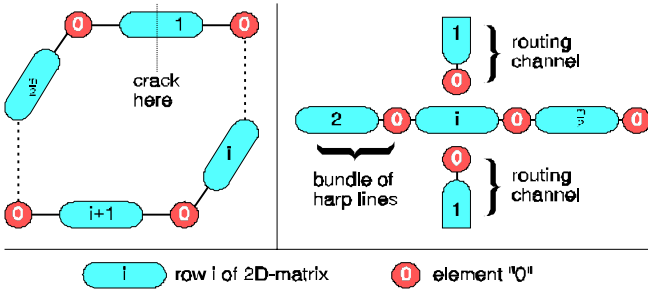 0 1 0
crack
here
i
0 i+1 0
1
0
routing
channel
2 0 i 0 0
0
1
routing
channel
bundle of
harp lines
i row i of 2D-matrix 0 element "0"